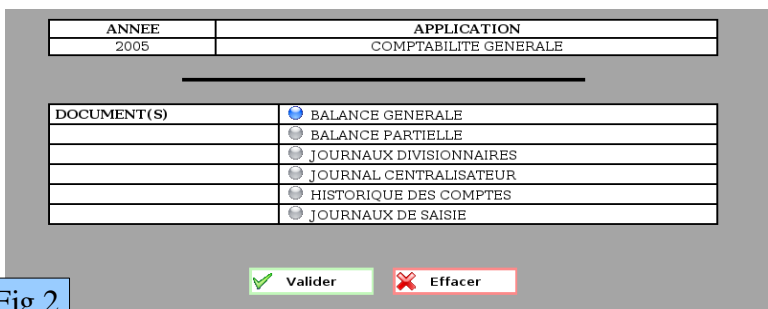 ANNEE APPLICATION
2005 COMPTABILITE GENERALE
DOCUMENT(S) BALANCE GENERALE
BALANCE PARTIELLE
JOURNAUX DIVISIONNAIRES
JOURNAL CENTRALISATEUR
HISTORIQUE DES COMPTES
JOURNAUX DE SAISIE
Valider Effacer
Fig 2